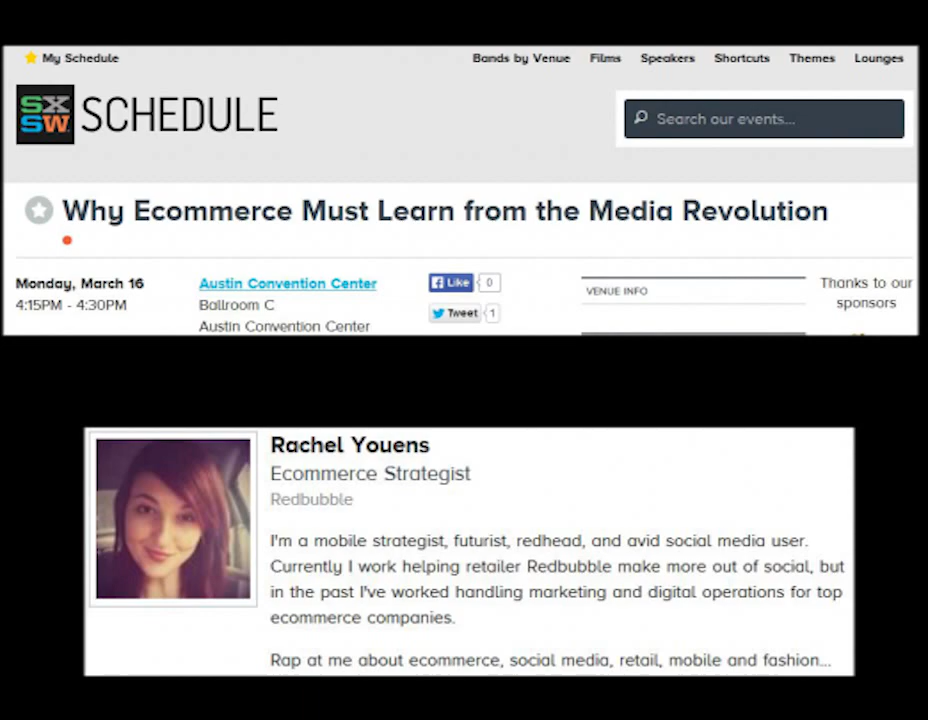 My Schedule
Bands by Venue Films Speakers Shortcuts Themes Lounges
SXSW SCHEDULE
Search our events...
Why Ecommerce Must Learn from the Media Revolution
Monday, March 16
4:15PM - 4:30PM
Austin Convention Center
Ballroom C
Austin Convention Center
Like 0
Tweet 1
VENUE INFO
Thanks to our
sponsors
Rachel Youens
Ecommerce Strategist
Redbubble
I'm a mobile strategist, futurist, redhead, and avid social media user.
Currently I work helping retailer Redbubble make more out of social, but
in the past I've worked handling marketing and digital operations for top
ecommerce companies.
Rap at me about ecommerce, social media, retail, mobile and fashion...